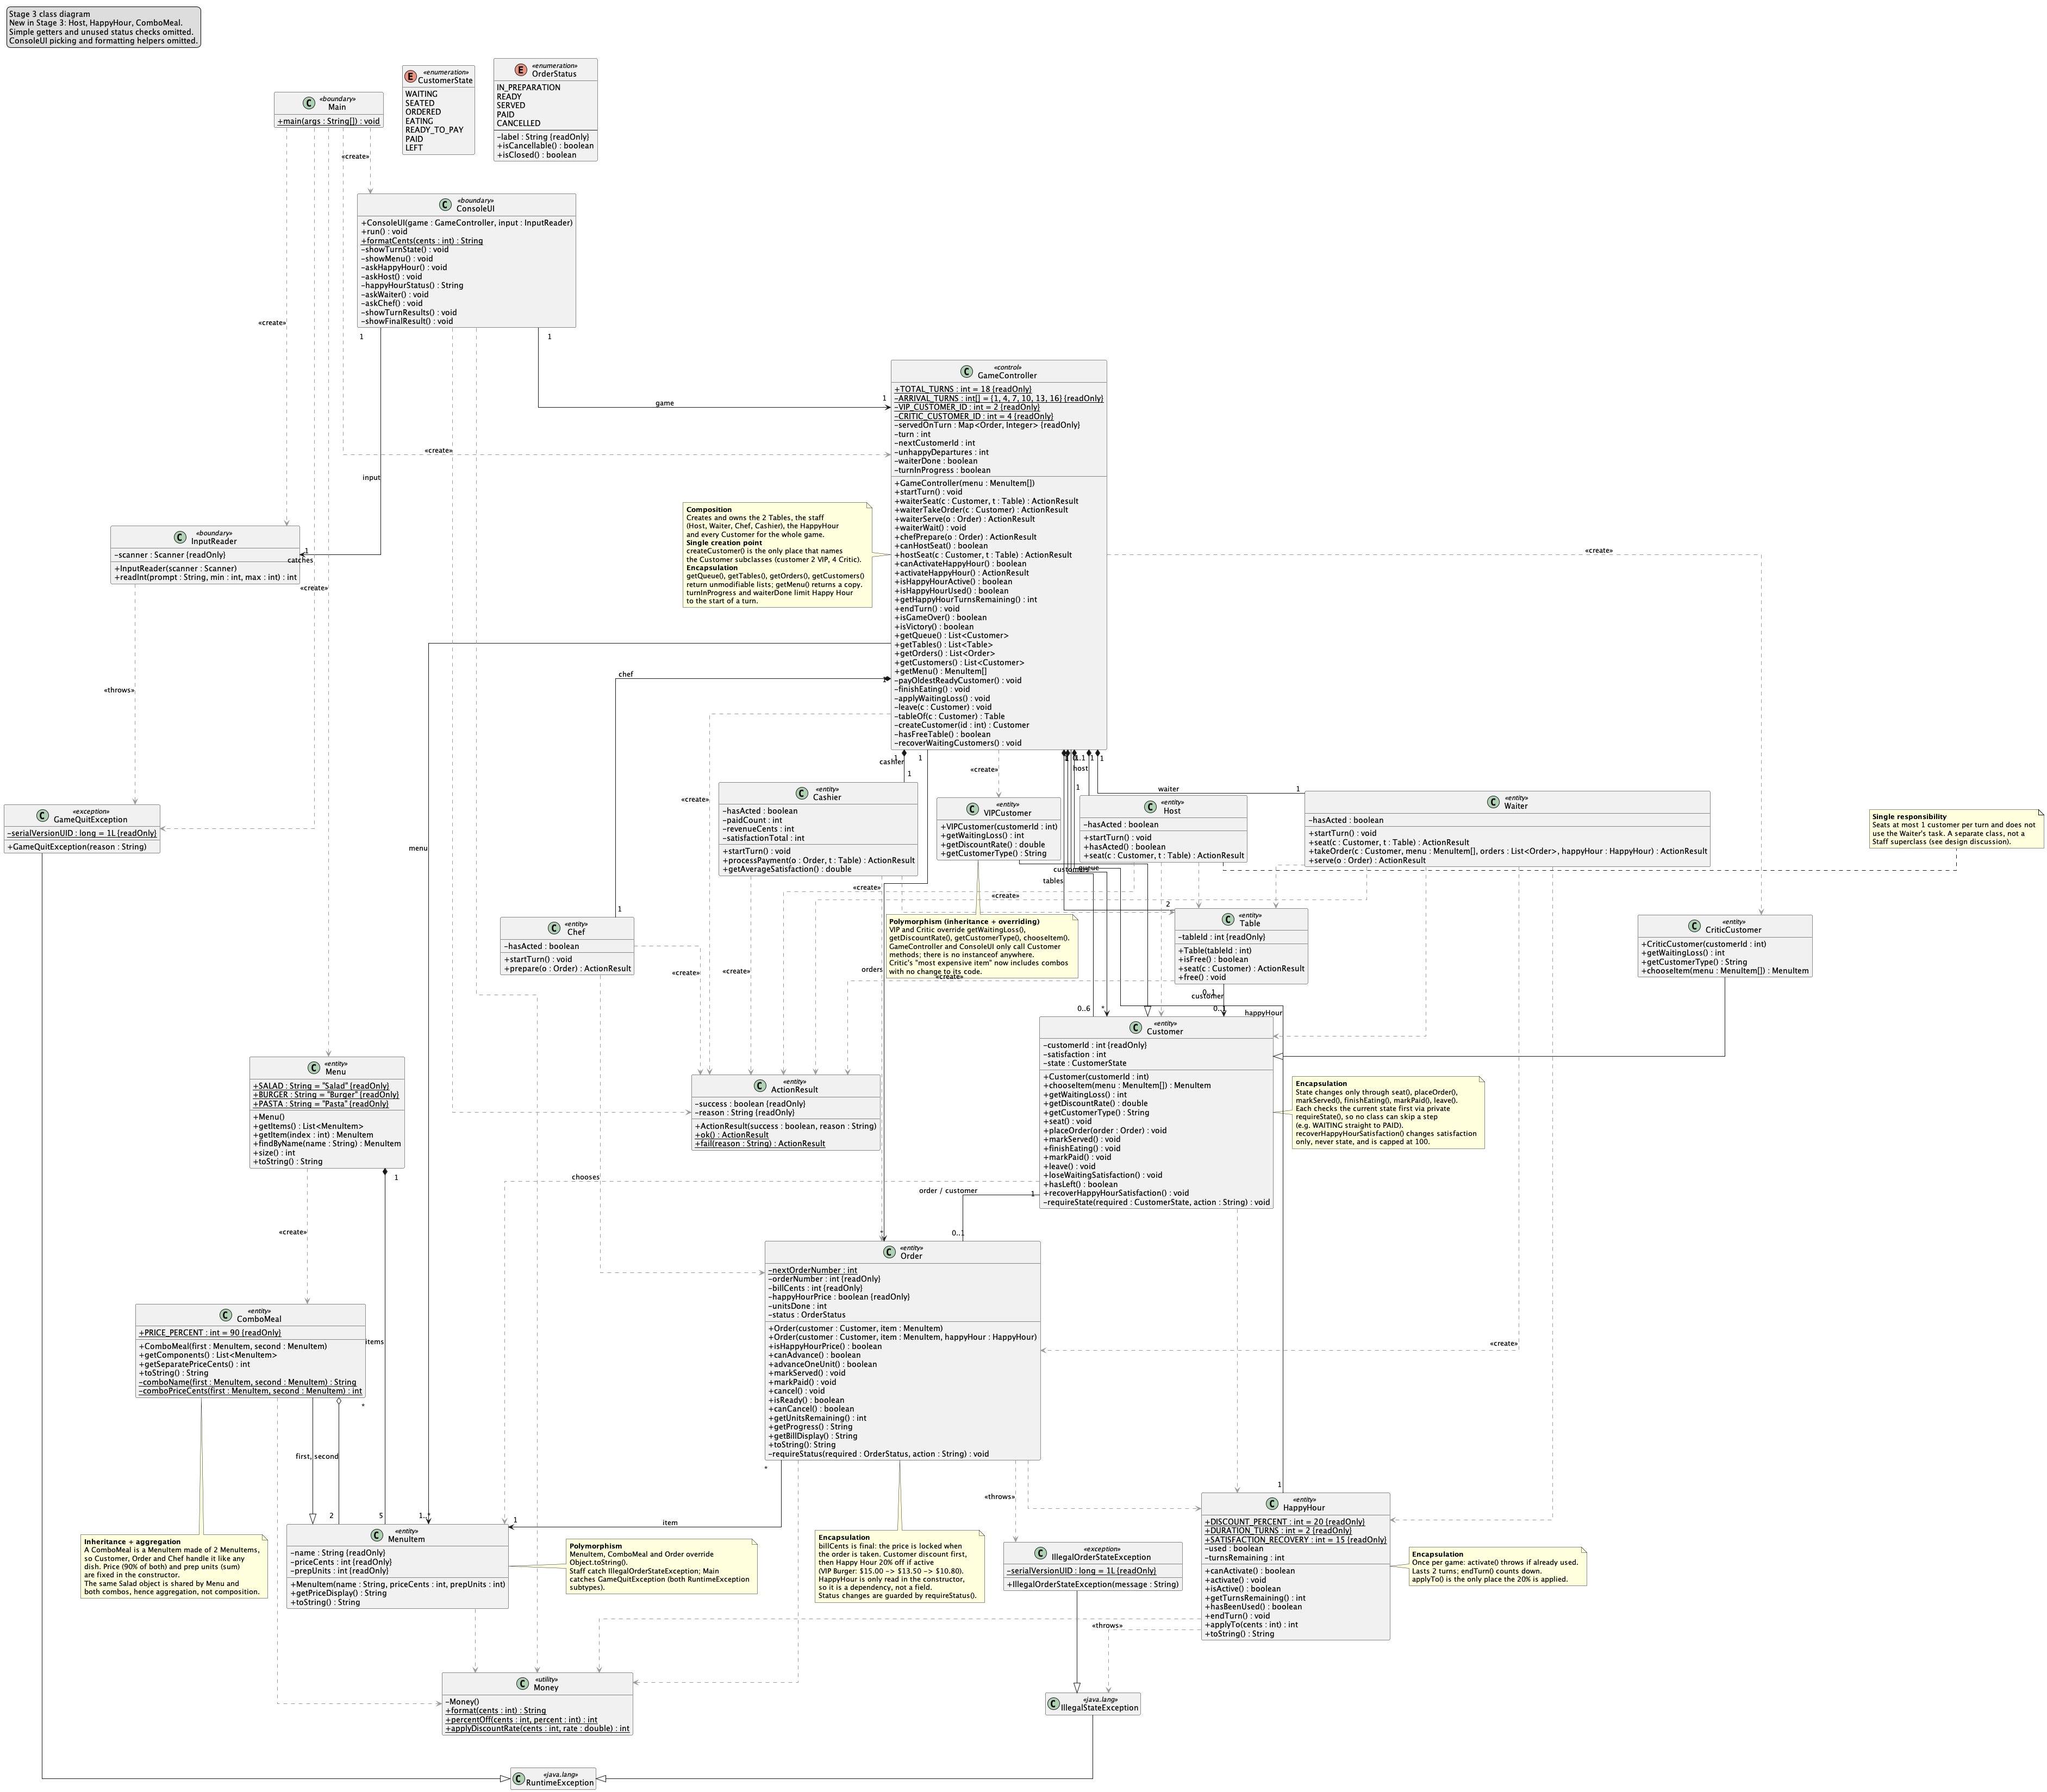 Stage 3 class diagram
New in Stage 3: Host, HappyHour, ComboMeal.
Simple getters and unused status checks omitted.
ConsoleUI picking and formatting helpers omitted.
«boundary»
C Main
+main(args : String[]) : void
E «enumeration»
CustomerState
WAITING
SEATED
ORDERED
EATING
READY_TO_PAY
PAID
LEFT
E «enumeration»
OrderStatus
IN_PREPARATION
READY
SERVED
PAID
CANCELLED
-label : String {readOnly}
+isCancellable() : boolean
+isClosed() : boolean
«create»
C «boundary»
ConsoleUI
+ConsoleUI(game : GameController, input : InputReader)
+run() : void
+formatCents(cents : int) : String
-showTurnState() : void
-showMenu() : void
-askHappyHour() : void
-askHost() : void
-happyHourStatus() : String
-askWaiter() : void
-askChef() : void
-showTurnResults() : void
-showFinalResult() : void
«create»
1
1
game
1
«create»
input
C «control»
GameController
+TOTAL_TURNS : int = 18 {readOnly}
-ARRIVAL_TURNS : int[] = {1, 4, 7, 10, 13, 16} {readOnly}
-VIP_CUSTOMER_ID : int = 2 {readOnly}
-CRITIC_CUSTOMER_ID : int = 4 {readOnly}
-servedOnTurn : Map<Order, Integer> {readOnly}
-turn : int
-nextCustomerId : int
-unhappyDepartures : int
-waiterDone : boolean
-turnInProgress : boolean
+GameController(menu : MenuItem[])
+startTurn() : void
+waiterSeat(c : Customer, t : Table) : ActionResult
+waiterTakeOrder(c : Customer) : ActionResult
+waiterServe(o : Order) : ActionResult
+waiterWait() : void
+chefPrepare(o : Order) : ActionResult
+canHostSeat() : boolean
+hostSeat(c : Customer, t : Table) : ActionResult
+canActivateHappyHour() : boolean
+activateHappyHour() : ActionResult
+isHappyHourActive() : boolean
+isHappyHourUsed() : boolean
+getHappyHourTurnsRemaining() : int
+endTurn() : void
+isGameOver() : boolean
+isVictory() : boolean
+getQueue() : List<Customer>
+getTables() : List<Table>
+getOrders() : List<Order>
+getCustomers() : List<Customer>
+getMenu() : MenuItem[]
-payOldestReadyCustomer() : void
-finishEating() : void
-applyWaitingLoss() : void
-leave(c : Customer) : void
-tableOf(c : Customer) : Table
-createCustomer(id : int) : Customer
-hasFreeTable() : boolean
-recoverWaitingCustomers() : void
Composition
Creates and owns the 2 Tables, the staff
(Host, Waiter, Chef, Cashier), the HappyHour
and every Customer for the whole game.
Single creation point
createCustomer() is the only place that names
the Customer subclasses (customer 2 VIP, 4 Critic).
Encapsulation
getQueue(), getTables(), getOrders(), getCustomers()
return unmodifiable lists; getMenu() returns a copy.
turnInProgress and waiterDone limit Happy Hour
to the start of a turn.
C «boundary»
InputReader
-scanner : Scanner {readOnly}
+InputReader(scanner : Scanner)
+readInt(prompt : String, min : int, max : int) : int
1
catches
«create»
«create»
«throws»
chef
C «exception»
GameQuitException
-serialVersionUID : long = 1L {readOnly}
+GameQuitException(reason : String)
menu
«create»
cashier
1
1
«create»
host
1
1
waiter
1
1
C «entity»
Cashier
-hasActed : boolean
-paidCount : int
-revenueCents : int
-satisfactionTotal : int
+startTurn() : void
+processPayment(o : Order, t : Table) : ActionResult
+getAverageSatisfaction() : double
C «entity»
VIPCustomer
+VIPCustomer(customerId : int)
+getWaitingLoss() : int
+getDiscountRate() : double
+getCustomerType() : String
C «entity»
Host
-hasActed : boolean
+startTurn() : void
+hasActed() : boolean
+seat(c : Customer, t : Table) : ActionResult
C «entity»
Waiter
-hasActed : boolean
+startTurn() : void
+seat(c : Customer, t : Table) : ActionResult
+takeOrder(c : Customer, menu : MenuItem[], orders : List<Order>, happyHour : HappyHour) : ActionResult
+serve(o : Order) : ActionResult
Single responsibility
Seats at most 1 customer per turn and does not
use the Waiter's task. A separate class, not a
Staff superclass (see design discussion).
customers
queue
tables
«create»
«create»
1
2
C «entity»
Chef
-hasActed : boolean
+startTurn() : void
+prepare(o : Order) : ActionResult
Polymorphism (inheritance + overriding)
VIP and Critic override getWaitingLoss(),
getDiscountRate(), getCustomerType(), chooseItem().
GameController and ConsoleUI only call Customer
methods; there is no instanceof anywhere.
Critic's "most expensive item" now includes combos
with no change to its code.
C «entity»
Table
-tableId : int {readOnly}
+Table(tableId : int)
+isFree() : boolean
+seat(c : Customer) : ActionResult
+free() : void
C «entity»
CriticCustomer
+CriticCustomer(customerId : int)
+getWaitingLoss() : int
+getCustomerType() : String
+chooseItem(menu : MenuItem[]) : MenuItem
«create»
«create»
orders
«create»
0..1
customer
0..6
*
0..1
happyHour
C «entity»
Customer
-customerId : int {readOnly}
-satisfaction : int
-state : CustomerState
+Customer(customerId : int)
+chooseItem(menu : MenuItem[]) : MenuItem
+getWaitingLoss() : int
+getDiscountRate() : double
+getCustomerType() : String
+seat() : void
+placeOrder(order : Order) : void
+markServed() : void
+finishEating() : void
+markPaid() : void
+leave() : void
+loseWaitingSatisfaction() : void
+hasLeft() : boolean
+recoverHappyHourSatisfaction() : void
-requireState(required : CustomerState, action : String) : void
Encapsulation
State changes only through seat(), placeOrder(),
markServed(), finishEating(), markPaid(), leave().
Each checks the current state first via private
requireState(), so no class can skip a step
(e.g. WAITING straight to PAID).
recoverHappyHourSatisfaction() changes satisfaction
only, never state, and is capped at 100.
C «entity»
Menu
+SALAD : String = "Salad" {readOnly}
+BURGER : String = "Burger" {readOnly}
+PASTA : String = "Pasta" {readOnly}
+Menu()
+getItems() : List<MenuItem>
+getItem(index : int) : MenuItem
+findByName(name : String) : MenuItem
+size() : int
+toString() : String
C «entity»
ActionResult
-success : boolean {readOnly}
-reason : String {readOnly}
+ActionResult(success : boolean, reason : String)
+ok() : ActionResult
+fail(reason : String) : ActionResult
1
chooses
order / customer
1
0..1
*
«create»
C «entity»
Order
-nextOrderNumber : int
-orderNumber : int {readOnly}
-billCents : int {readOnly}
-happyHourPrice : boolean {readOnly}
-unitsDone : int
-status : OrderStatus
+Order(customer : Customer, item : MenuItem)
+Order(customer : Customer, item : MenuItem, happyHour : HappyHour)
+isHappyHourPrice() : boolean
+canAdvance() : boolean
+advanceOneUnit() : boolean
+markServed() : void
+markPaid() : void
+cancel() : void
+isReady() : boolean
+canCancel() : boolean
+getUnitsRemaining() : int
+getProgress() : String
+getBillDisplay() : String
+toString(): String
-requireStatus(required : OrderStatus, action : String) : void
C «entity»
ComboMeal
+PRICE_PERCENT : int = 90 {readOnly}
+ComboMeal(first : MenuItem, second : MenuItem)
+getComponents() : List<MenuItem>
+getSeparatePriceCents() : int
+toString() : String
-comboName(first : MenuItem, second : MenuItem) : String
-comboPriceCents(first : MenuItem, second : MenuItem) : int
items
«create»
*
first, second
*
«throws»
1
2
5
1..*
1
item
Inheritance + aggregation
A ComboMeal is a MenuItem made of 2 MenuItems,
so Customer, Order and Chef handle it like any
dish. Price (90% of both) and prep units (sum)
are fixed in the constructor.
The same Salad object is shared by Menu and
both combos, hence aggregation, not composition.
C «entity»
MenuItem
-name : String {readOnly}
-priceCents : int {readOnly}
-prepUnits : int {readOnly}
+MenuItem(name : String, priceCents : int, prepUnits : int)
+getPriceDisplay() : String
+toString() : String
Polymorphism
MenuItem, ComboMeal and Order override
Object.toString().
Staff catch IllegalOrderStateException; Main
catches GameQuitException (both RuntimeException
subtypes).
Encapsulation
billCents is final: the price is locked when
the order is taken. Customer discount first,
then Happy Hour 20% off if active
(VIP Burger: $15.00 -> $13.50 -> $10.80).
HappyHour is only read in the constructor,
so it is a dependency, not a field.
Status changes are guarded by requireStatus().
C «exception»
IllegalOrderStateException
-serialVersionUID : long = 1L {readOnly}
+IllegalOrderStateException(message : String)
C «entity»
HappyHour
+DISCOUNT_PERCENT : int = 20 {readOnly}
+DURATION_TURNS : int = 2 {readOnly}
+SATISFACTION_RECOVERY : int = 15 {readOnly}
-used : boolean
-turnsRemaining : int
+canActivate() : boolean
+activate() : void
+isActive() : boolean
+getTurnsRemaining() : int
+hasBeenUsed() : boolean
+endTurn() : void
+applyTo(cents : int) : int
+toString() : String
Encapsulation
Once per game: activate() throws if already used.
Lasts 2 turns; endTurn() counts down.
applyTo() is the only place the 20% is applied.
«throws»
C «utility»
Money
-Money()
+format(cents : int) : String
+percentOff(cents : int, percent : int) : int
+applyDiscountRate(cents : int, rate : double) : int
C «java.lang»
IllegalStateException
C «java.lang»
RuntimeException